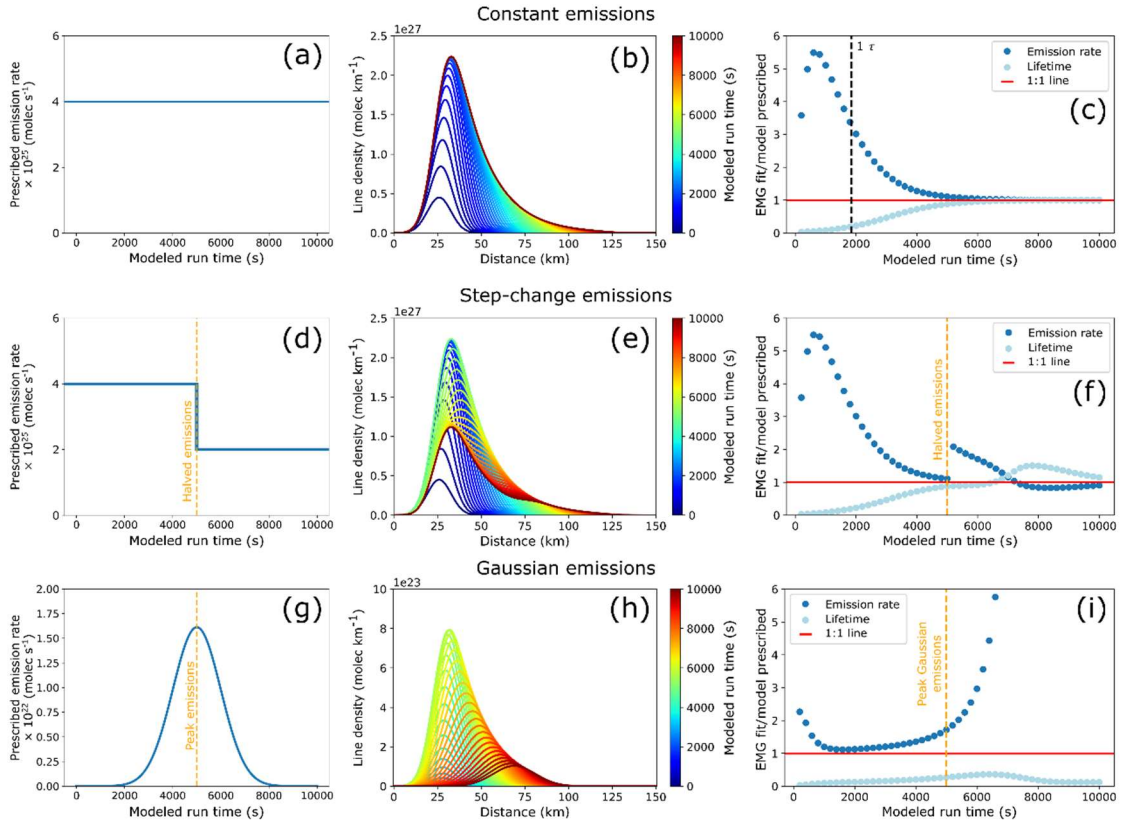 Constant emissions
(a)
Prescribed emission rate
× 10²⁵ (molec s⁻¹)
6
4
2
0
0 2000 4000 6000 8000 10000
Modeled run time (s)
1e27
(b)
Line density (molec km⁻¹)
2.5
2.0
1.5
1.0
0.5
0.0
0 25 50 75 100 125 150
Distance (km)
10000
8000
6000
4000
2000
0
Modeled run time (s)
1 τ
Emission rate
Lifetime
1:1 line
(c)
EMG fit/model prescribed
6
5
4
3
2
1
0
0 2000 4000 6000 8000 10000
Modeled run time (s)
Step-change emissions
(d)
Prescribed emission rate
× 10²⁵ (molec s⁻¹)
6
4
2
0
Halved emissions
0 2000 4000 6000 8000 10000
Modeled run time (s)
1e27
(e)
Line density (molec km⁻¹)
2.5
2.0
1.5
1.0
0.5
0.0
0 25 50 75 100 125 150
Distance (km)
10000
8000
6000
4000
2000
0
Modeled run time (s)
Emission rate
Lifetime
1:1 line
(f)
Halved emissions
EMG fit/model prescribed
6
5
4
3
2
1
0
0 2000 4000 6000 8000 10000
Modeled run time (s)
Gaussian emissions
(g)
Prescribed emission rate
× 10²² (molec s⁻¹)
2.00
1.75
1.50
1.25
1.00
0.75
0.50
0.25
0.00
Peak emissions
0 2000 4000 6000 8000 10000
Modeled run time (s)
1e23
(h)
Line density (molec km⁻¹)
10
8
6
4
2
0
0 25 50 75 100 125 150
Distance (km)
10000
8000
6000
4000
2000
0
Modeled run time (s)
Emission rate
Lifetime
1:1 line
(i)
Peak Gaussian
emissions
EMG fit/model prescribed
6
5
4
3
2
1
0
0 2000 4000 6000 8000 10000
Modeled run time (s)